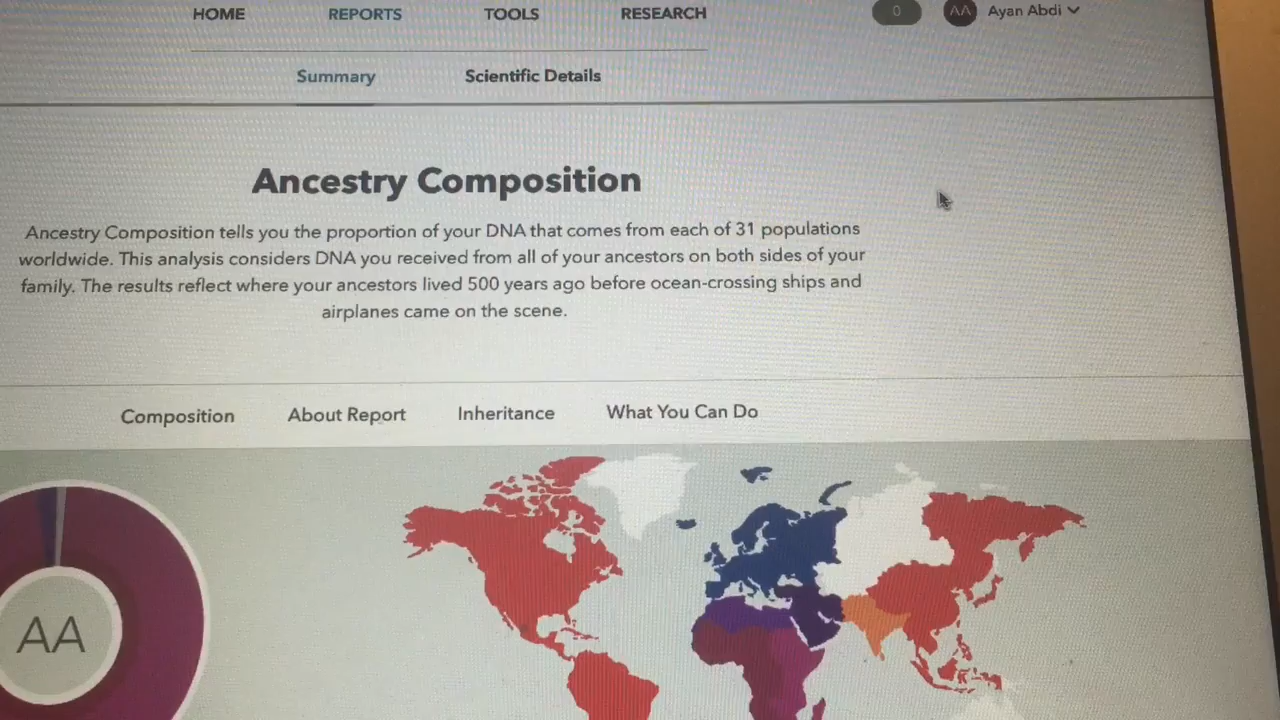 HOME REPORTS TOOLS RESEARCH 0 AA Ayan Abdi
Summary Scientific Details
Ancestry Composition
Ancestry Composition tells you the proportion of your DNA that comes from each of 31 populations
worldwide. This analysis considers DNA you received from all of your ancestors on both sides of your
family. The results reflect where your ancestors lived 500 years ago before ocean-crossing ships and
airplanes came on the scene.
Composition About Report Inheritance What You Can Do
AA